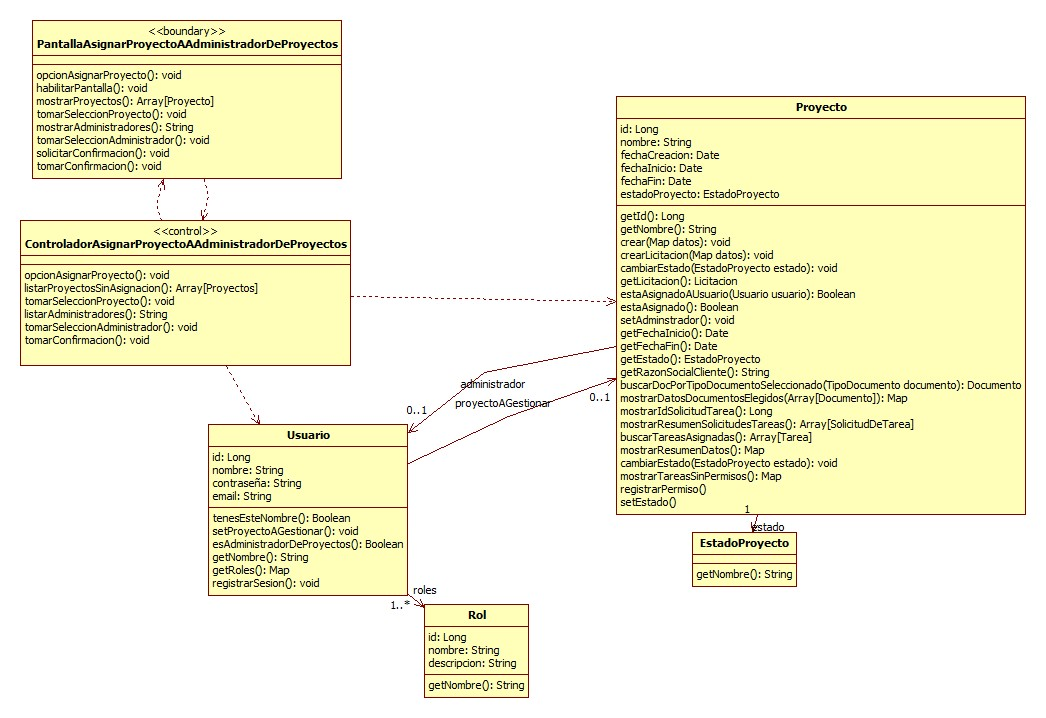 <<boundary>>
PantallaAsignarProyectoAAdministradorDeProyectos
opcionAsignarProyecto(): void
habilitarPantalla(): void
mostrarProyectos(): Array[Proyecto]
tomarSeleccionProyecto(): void
mostrarAdministradores(): String
tomarSeleccionAdministrador(): void
solicitarConfirmacion(): void
tomarConfirmacion(): void
<<control>>
ControladorAsignarProyectoAAdministradorDeProyectos
opcionAsignarProyecto(): void
listarProyectosSinAsignacion(): Array[Proyectos]
tomarSeleccionProyecto(): void
listarAdministradores(): String
tomarSeleccionAdministrador(): void
tomarConfirmacion(): void
Proyecto
id: Long
nombre: String
fechaCreacion: Date
fechaInicio: Date
fechaFin: Date
estadoProyecto: EstadoProyecto
getId(): Long
getNombre(): String
crear(Map datos): void
crearLicitacion(Map datos): void
cambiarEstado(EstadoProyecto estado): void
getLicitacion(): Licitacion
estaAsignadoAUsuario(Usuario usuario): Boolean
estaAsignado(): Boolean
setAdminstrador(): void
getFechaInicio(): Date
getFechaFin(): Date
getEstado(): EstadoProyecto
getRazonSocialCliente(): String
buscarDocPorTipoDocumentoSeleccionado(TipoDocumento documento): Documento
mostrarDatosDocumentosElegidos(Array[Documento]): Map
mostrarIdSolicitudTarea(): Long
mostrarResumenSolicitudesTareas(): Array[SolicitudDeTarea]
buscarTareasAsignadas(): Array[Tarea]
mostrarResumenDatos(): Map
cambiarEstado(EstadoProyecto estado): void
mostrarTareasSinPermisos(): Map
registrarPermiso()
setEstado()
administrador
0..1
proyectoAGestionar
0..1
Usuario
id: Long
nombre: String
contraseña: String
email: String
tenesEsteNombre(): Boolean
setProyectoAGestionar(): void
esAdministradorDeProyectos(): Boolean
getNombre(): String
getRoles(): Map
registrarSesion(): void
1
estado
EstadoProyecto
getNombre(): String
roles
1..*
Rol
id: Long
nombre: String
descripcion: String
getNombre(): String